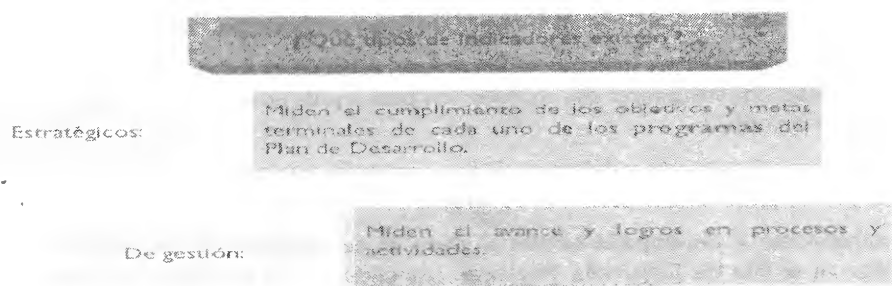 ¿Qué tipos de indicadores existen?
Estratégicos:
Miden el cumplimiento de los objetivos y metas
terminales de cada uno de los programas del
Plan de Desarrollo.
De gestión:
Miden el avance y logros en procesos y
actividades.